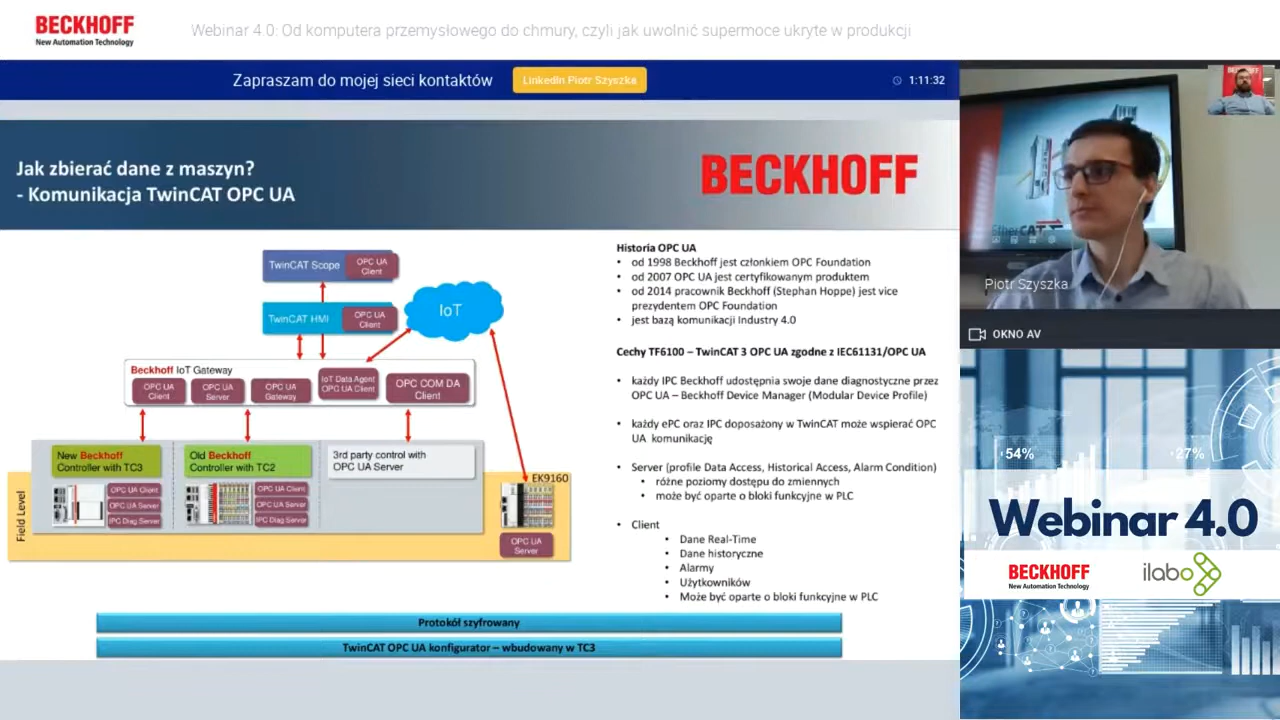 BECKHOFF
New Automation Technology
Webinar 4.0: Od komputera przemysłowego do chmury, czyli jak uwolnić supermoce ukryte w produkcji
Zapraszam do mojej sieci kontaktów
LinkedIn Piotr Szyszka
1:11:32
Jak zbierać dane z maszyn?
- Komunikacja TwinCAT OPC UA
BECKHOFF
TwinCAT Scope
OPC UA
Client
TwinCAT HMI
OPC UA
Client
IoT
Beckhoff IoT Gateway
OPC UA
Client
OPC UA
Server
OPC UA
Gateway
IoT Data Agent
OPC UA Client
OPC COM DA
Client
New Beckhoff
Controller with TC3
OPC UA Client
OPC UA Server
IPC Diag Server
Old Beckhoff
Controller with TC2
OPC UA Client
OPC UA Server
IPC Diag Server
3rd party control with
OPC UA Server
Field Level
EK9160
OPC UA
Server
Historia OPC UA
• od 1998 Beckhoff jest członkiem OPC Foundation
• od 2007 OPC UA jest certyfikowanym produktem
• od 2014 pracownik Beckhoff (Stephan Hoppe) jest vice
prezydentem OPC Foundation
• jest bazą komunikacji Industry 4.0
Cechy TF6100 – TwinCAT 3 OPC UA zgodne z IEC61131/OPC UA
• każdy IPC Beckhoff udostępnia swoje dane diagnostyczne przez
OPC UA – Beckhoff Device Manager (Modular Device Profile)
• każdy ePC oraz IPC doposażony w TwinCAT może wspierać OPC
UA komunikację
• Server (profile Data Access, Historical Access, Alarm Condition)
• różne poziomy dostępu do zmiennych
• może być oparte o bloki funkcyjne w PLC
• Client
• Dane Real-Time
• Dane historyczne
• Alarmy
• Użytkowników
• Może być oparte o bloki funkcyjne w PLC
Protokół szyfrowany
TwinCAT OPC UA konfigurator – wbudowany w TC3
BECKHOFF
EtherCAT
Piotr Szyszka
OKNO AV
54%
27%
Webinar 4.0
BECKHOFF
New Automation Technology
ilabo